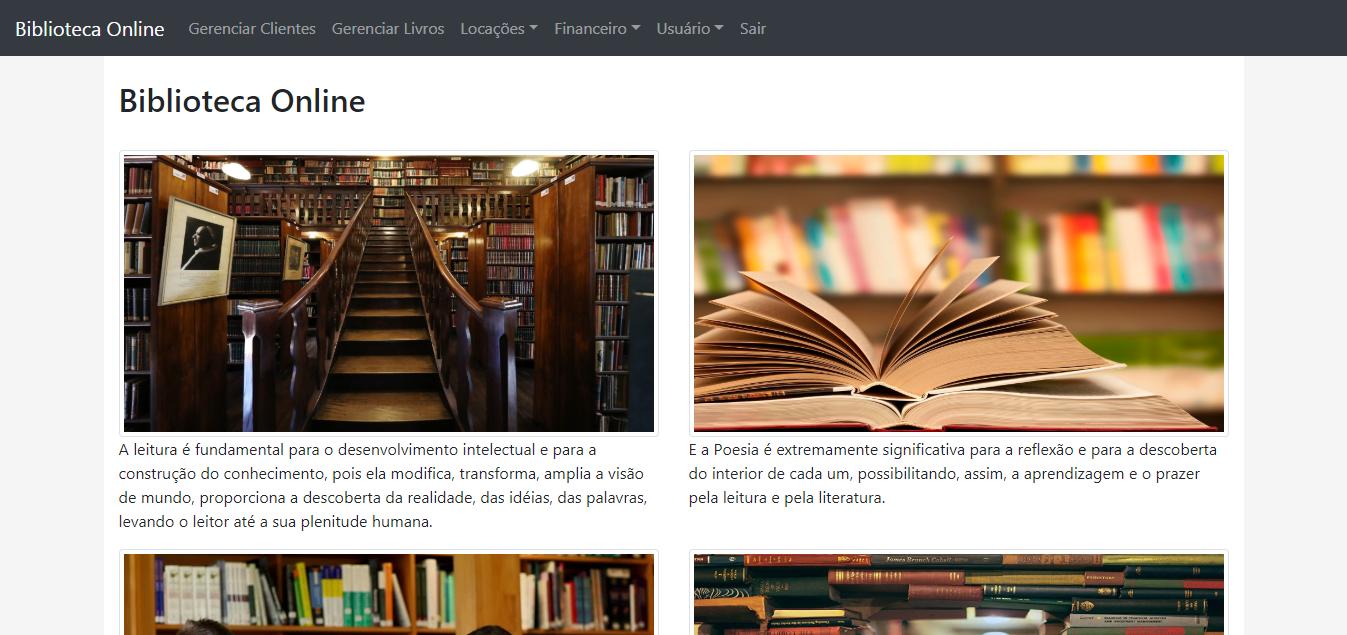 Biblioteca Online Gerenciar Clientes Gerenciar Livros Locações Financeiro Usuário Sair
Biblioteca Online
A leitura é fundamental para o desenvolvimento intelectual e para a
construção do conhecimento, pois ela modifica, transforma, amplia a visão
de mundo, proporciona a descoberta da realidade, das idéias, das palavras,
levando o leitor até a sua plenitude humana.
E a Poesia é extremamente significativa para a reflexão e para a descoberta
do interior de cada um, possibilitando, assim, a aprendizagem e o prazer
pela leitura e pela literatura.
James Branch Cabell